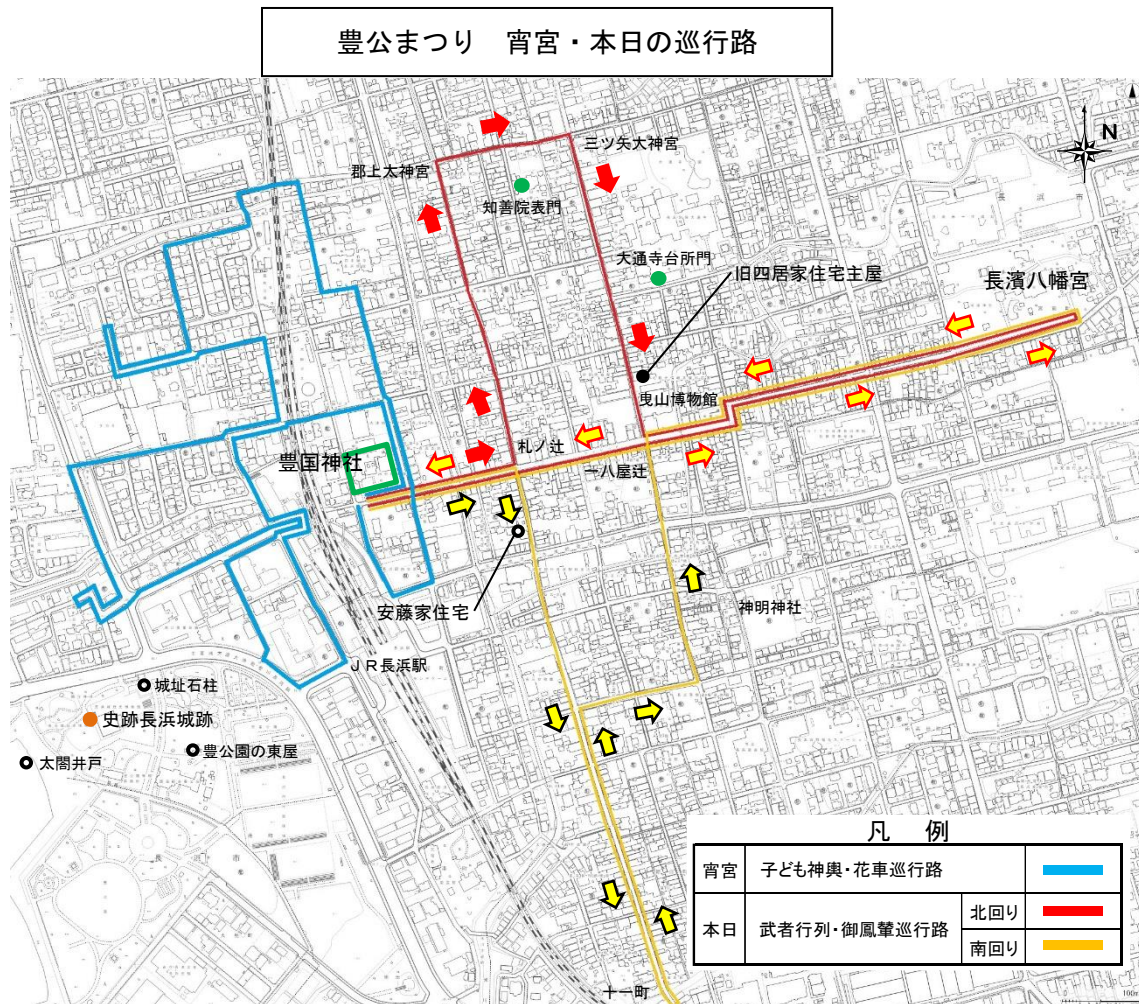 豊公まつり 宵宮・本日の巡行路
N
三ツ矢大神宮
郡上太神宮
知善院表門
大通寺台所門
旧四居家住宅主屋
長濱八幡宮
曳山博物館
札ノ辻
豊国神社
一八屋辻
安藤家住宅
神明神社
JR長浜駅
城址石柱
史跡長浜城跡
豊公園の東屋
太閤井戸
十一町
凡 例
宵宮 子ども神輿・花車巡行路
本日 武者行列・御鳳輦巡行路 北回り
南回り
0 100m